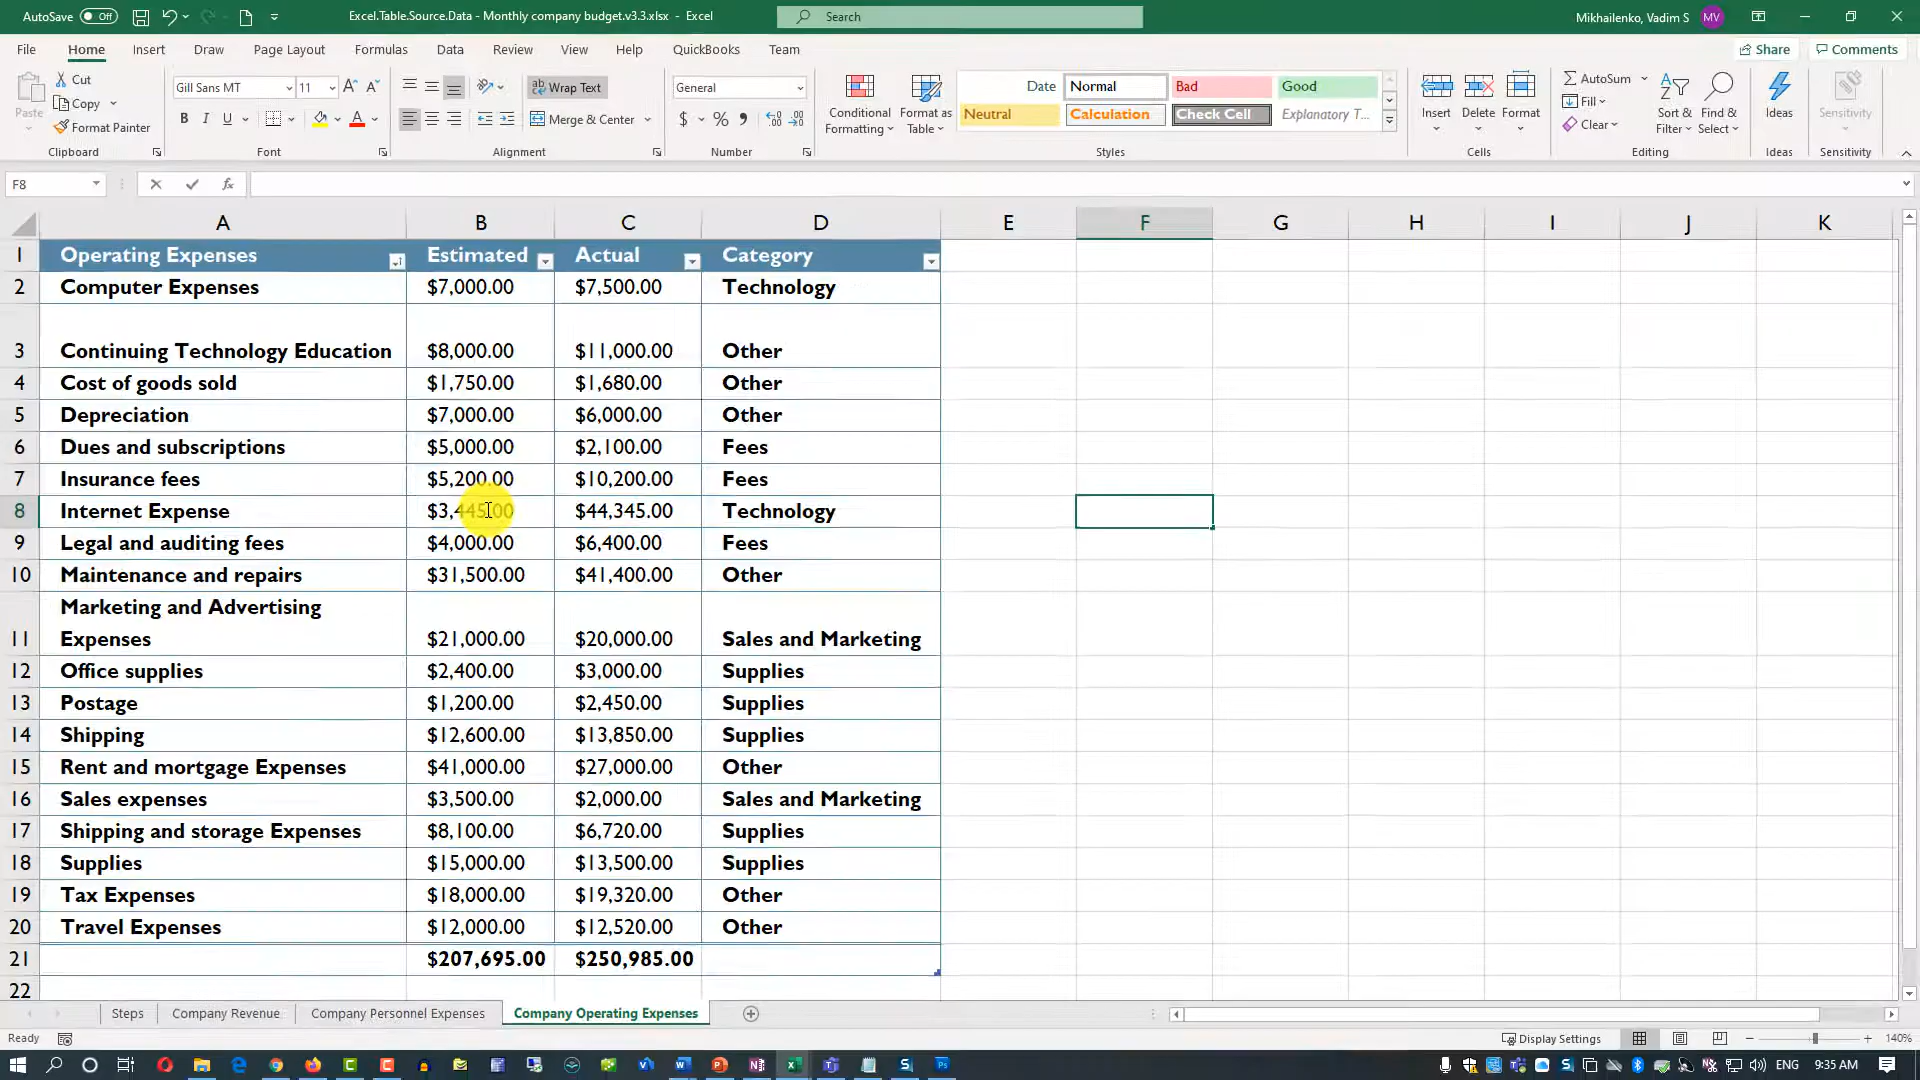 AutoSave Off Excel.Table.Source.Data - Monthly company budget.v3.3.xlsx - Excel Search Mikhailenko, Vadim S MV
File Home Insert Draw Page Layout Formulas Data Review View Help QuickBooks Team Share Comments
Paste Cut Copy Format Painter
Gill Sans MT 11 A A
B I U A
Wrap Text
Merge & Center
General
$ % 9
Conditional Formatting Format as Table
Date Normal Bad Good
Neutral Calculation Check Cell Explanatory T...
Insert Delete Format
AutoSum Fill Clear
Sort & Filter Find & Select
Ideas
Sensitivity
Clipboard Font Alignment Number Styles Cells Editing Ideas Sensitivity
F8 fx
A B C D E F G H I J K
1 Operating Expenses Estimated Actual Category
2 Computer Expenses $7,000.00 $7,500.00 Technology
3 Continuing Technology Education $8,000.00 $11,000.00 Other
4 Cost of goods sold $1,750.00 $1,680.00 Other
5 Depreciation $7,000.00 $6,000.00 Other
6 Dues and subscriptions $5,000.00 $2,100.00 Fees
7 Insurance fees $5,200.00 $10,200.00 Fees
8 Internet Expense $3,445.00 $44,345.00 Technology
9 Legal and auditing fees $4,000.00 $6,400.00 Fees
10 Maintenance and repairs $31,500.00 $41,400.00 Other
Marketing and Advertising
11 Expenses $21,000.00 $20,000.00 Sales and Marketing
12 Office supplies $2,400.00 $3,000.00 Supplies
13 Postage $1,200.00 $2,450.00 Supplies
14 Shipping $12,600.00 $13,850.00 Supplies
15 Rent and mortgage Expenses $41,000.00 $27,000.00 Other
16 Sales expenses $3,500.00 $2,000.00 Sales and Marketing
17 Shipping and storage Expenses $8,100.00 $6,720.00 Supplies
18 Supplies $15,000.00 $13,500.00 Supplies
19 Tax Expenses $18,000.00 $19,320.00 Other
20 Travel Expenses $12,000.00 $12,520.00 Other
21 $207,695.00 $250,985.00
22
Steps Company Revenue Company Personnel Expenses Company Operating Expenses
Ready Display Settings 140%
ENG 9:35 AM